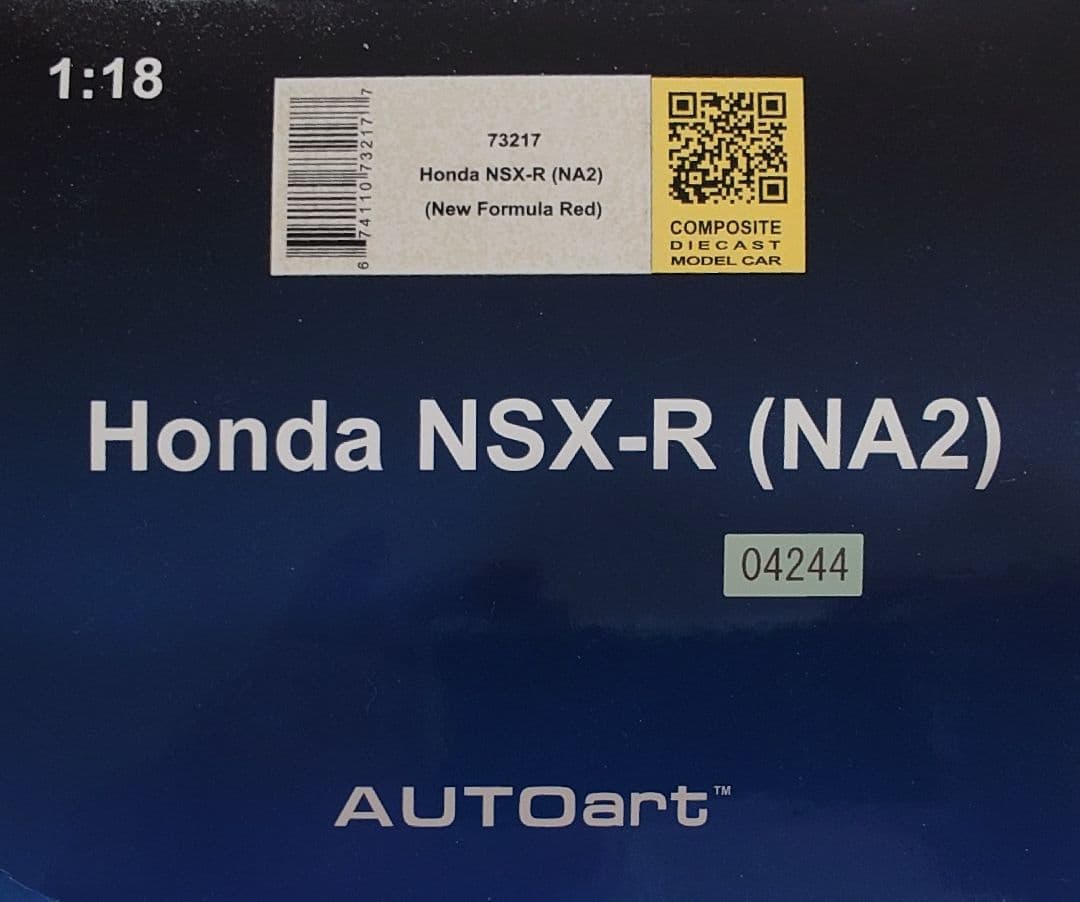 1:18
6 74110 73217 7
73217
Honda NSX-R (NA2)
(New Formula Red)
COMPOSITE
DIECAST
MODEL CAR
Honda NSX-R (NA2)
04244
AUTOart™